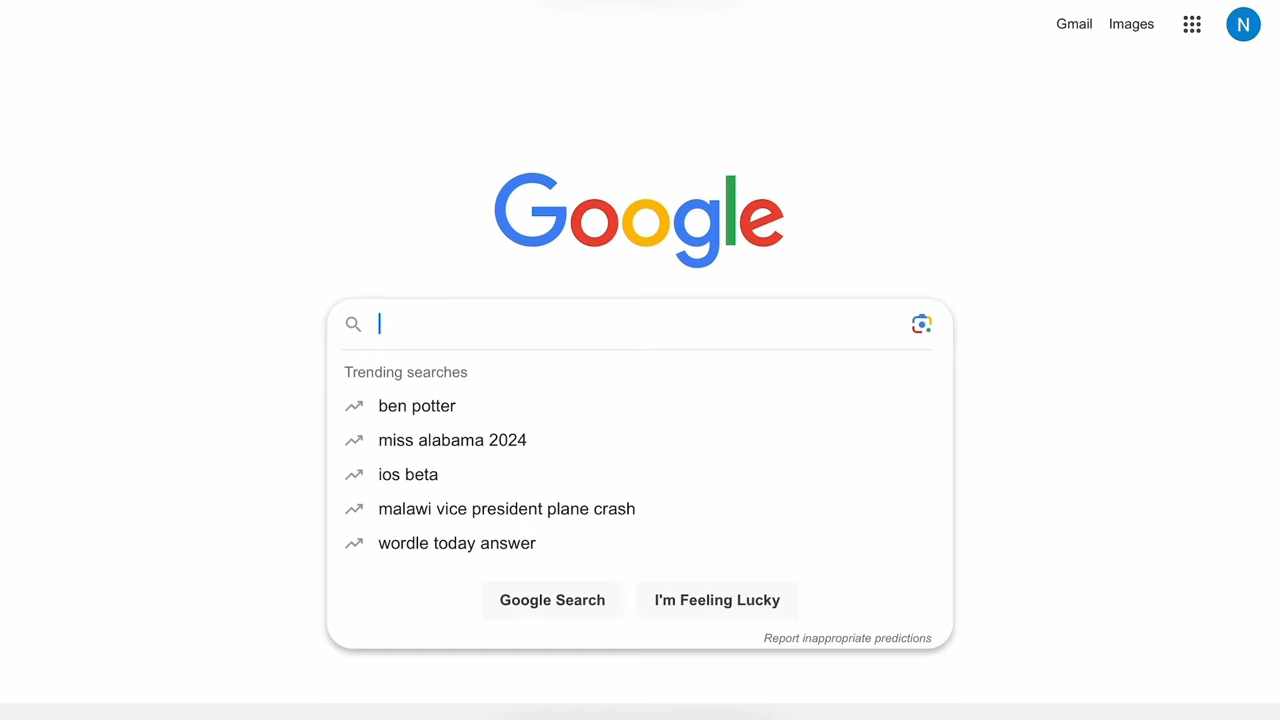 Gmail Images N
Google
Trending searches
ben potter
miss alabama 2024
ios beta
malawi vice president plane crash
wordle today answer
Google Search I'm Feeling Lucky
Report inappropriate predictions